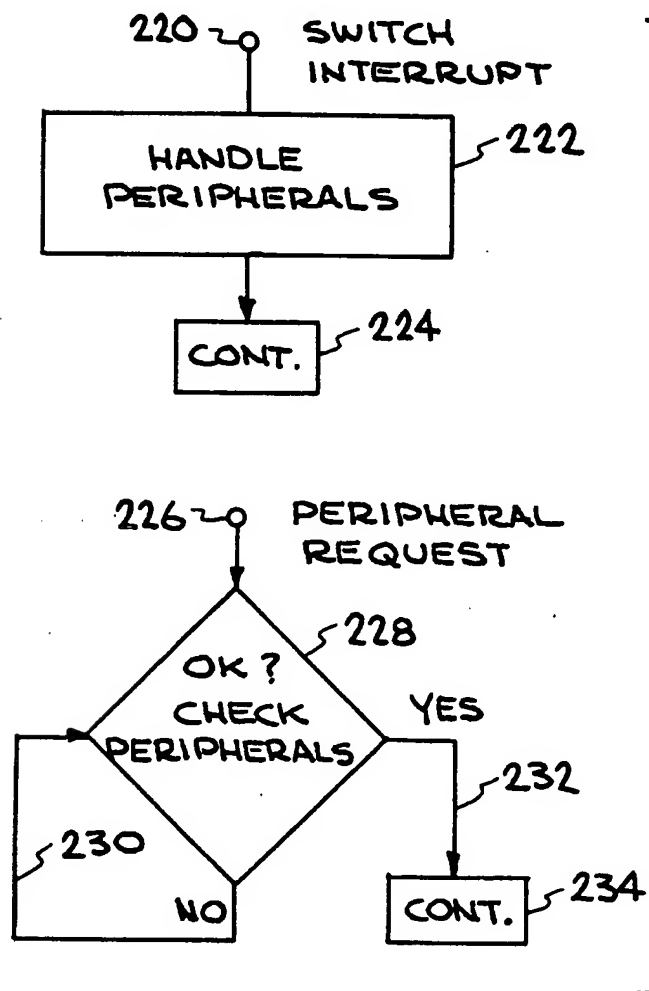 220 SWITCH
INTERRUPT
HANDLE
PERIPHERALS
222
CONT.
224
226 PERIPHERAL
REQUEST
OK?
CHECK
PERIPHERALS
228
YES
230
NO
232
CONT.
234